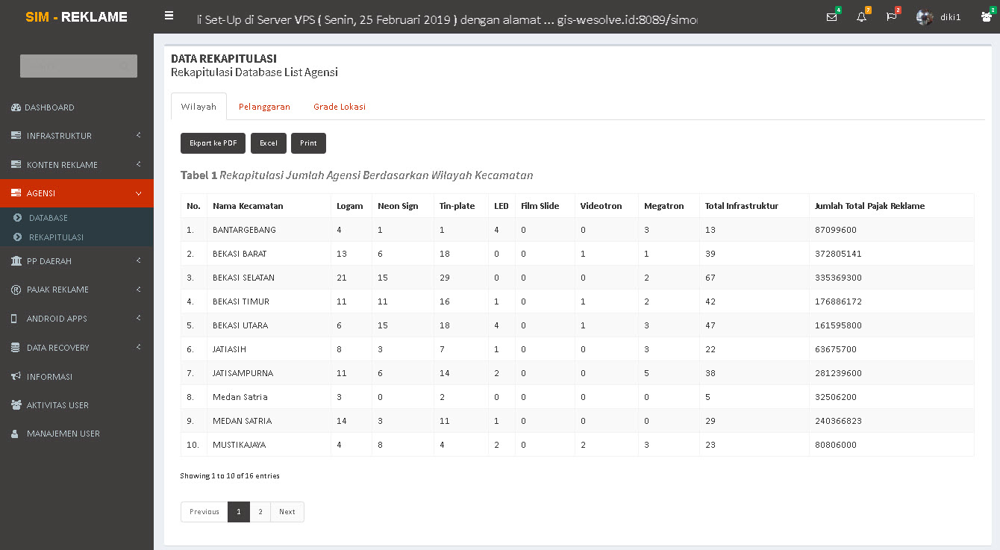 SIM - REKLAME
li Set-Up di Server VPS ( Senin, 25 Februari 2019 ) dengan alamat ... gis-wesolve.id:8089/simor
4
7
2
diki1
DASHBOARD
INFRASTRUKTUR
KONTEN REKLAME
AGENSI
DATABASE
REKAPITULASI
PP DAERAH
PAJAK REKLAME
ANDROID APPS
DATA RECOVERY
INFORMASI
AKTIVITAS USER
MANAJEMEN USER
DATA REKAPITULASI
Rekapitulasi Database List Agensi
Wilayah Pelanggaran Grade Lokasi
Ekport ke PDF Excel Print
Tabel 1 Rekapitulasi Jumlah Agensi Berdasarkan Wilayah Kecamatan
No. Nama Kecamatan Logam Neon Sign Tin-plate LED Film Slide Videotron Megatron Total Infrastruktur Jumlah Total Pajak Reklame
1. BANTARGEBANG 4 1 1 4 0 0 3 13 87099600
2. BEKASI BARAT 13 6 18 0 0 1 1 39 372805141
3. BEKASI SELATAN 21 15 29 0 0 0 2 67 335369300
4. BEKASI TIMUR 11 11 16 1 0 1 2 42 176886172
5. BEKASI UTARA 6 15 18 4 0 1 3 47 161595800
6. JATIASIH 8 3 7 1 0 0 3 22 63675700
7. JATISAMPURNA 11 6 14 2 0 0 5 38 281239600
8. Medan Satria 3 0 2 0 0 0 0 5 32506200
9. MEDAN SATRIA 14 3 11 1 0 0 0 29 240366823
10. MUSTIKAJAYA 4 8 4 2 0 2 3 23 80806000
Showing 1 to 10 of 16 entries
Previous 1 2 Next